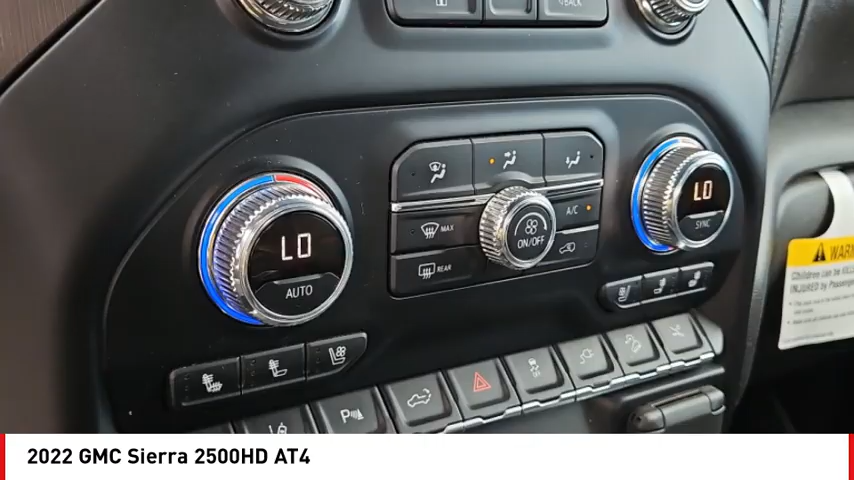 BACK
LO
AUTO
MAX
REAR
A/C
ON/OFF
LO
SYNC
P
WARN
Children can be KILLE
INJURED by Passenge
2022 GMC Sierra 2500HD AT4